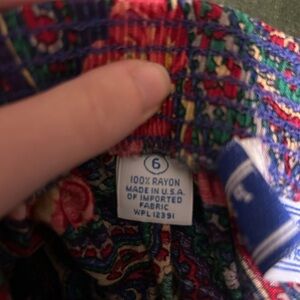 6
100% RAYON
MADE IN U.S.A.
OF IMPORTED
FABRIC
WPL 12391